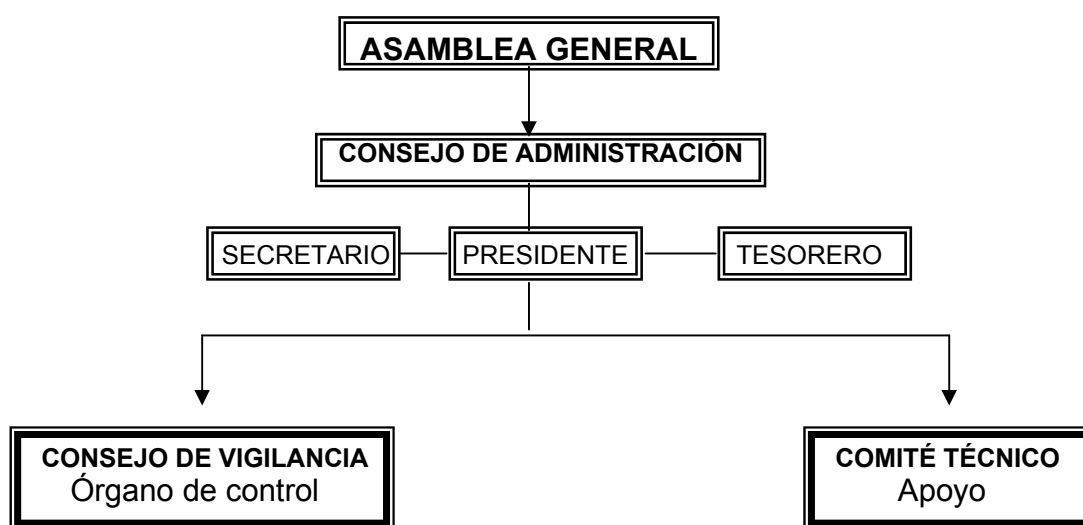 ASAMBLEA GENERAL
CONSEJO DE ADMINISTRACIÓN
SECRETARIO
PRESIDENTE
TESORERO
CONSEJO DE VIGILANCIA
Órgano de control
COMITÉ TÉCNICO
Apoyo